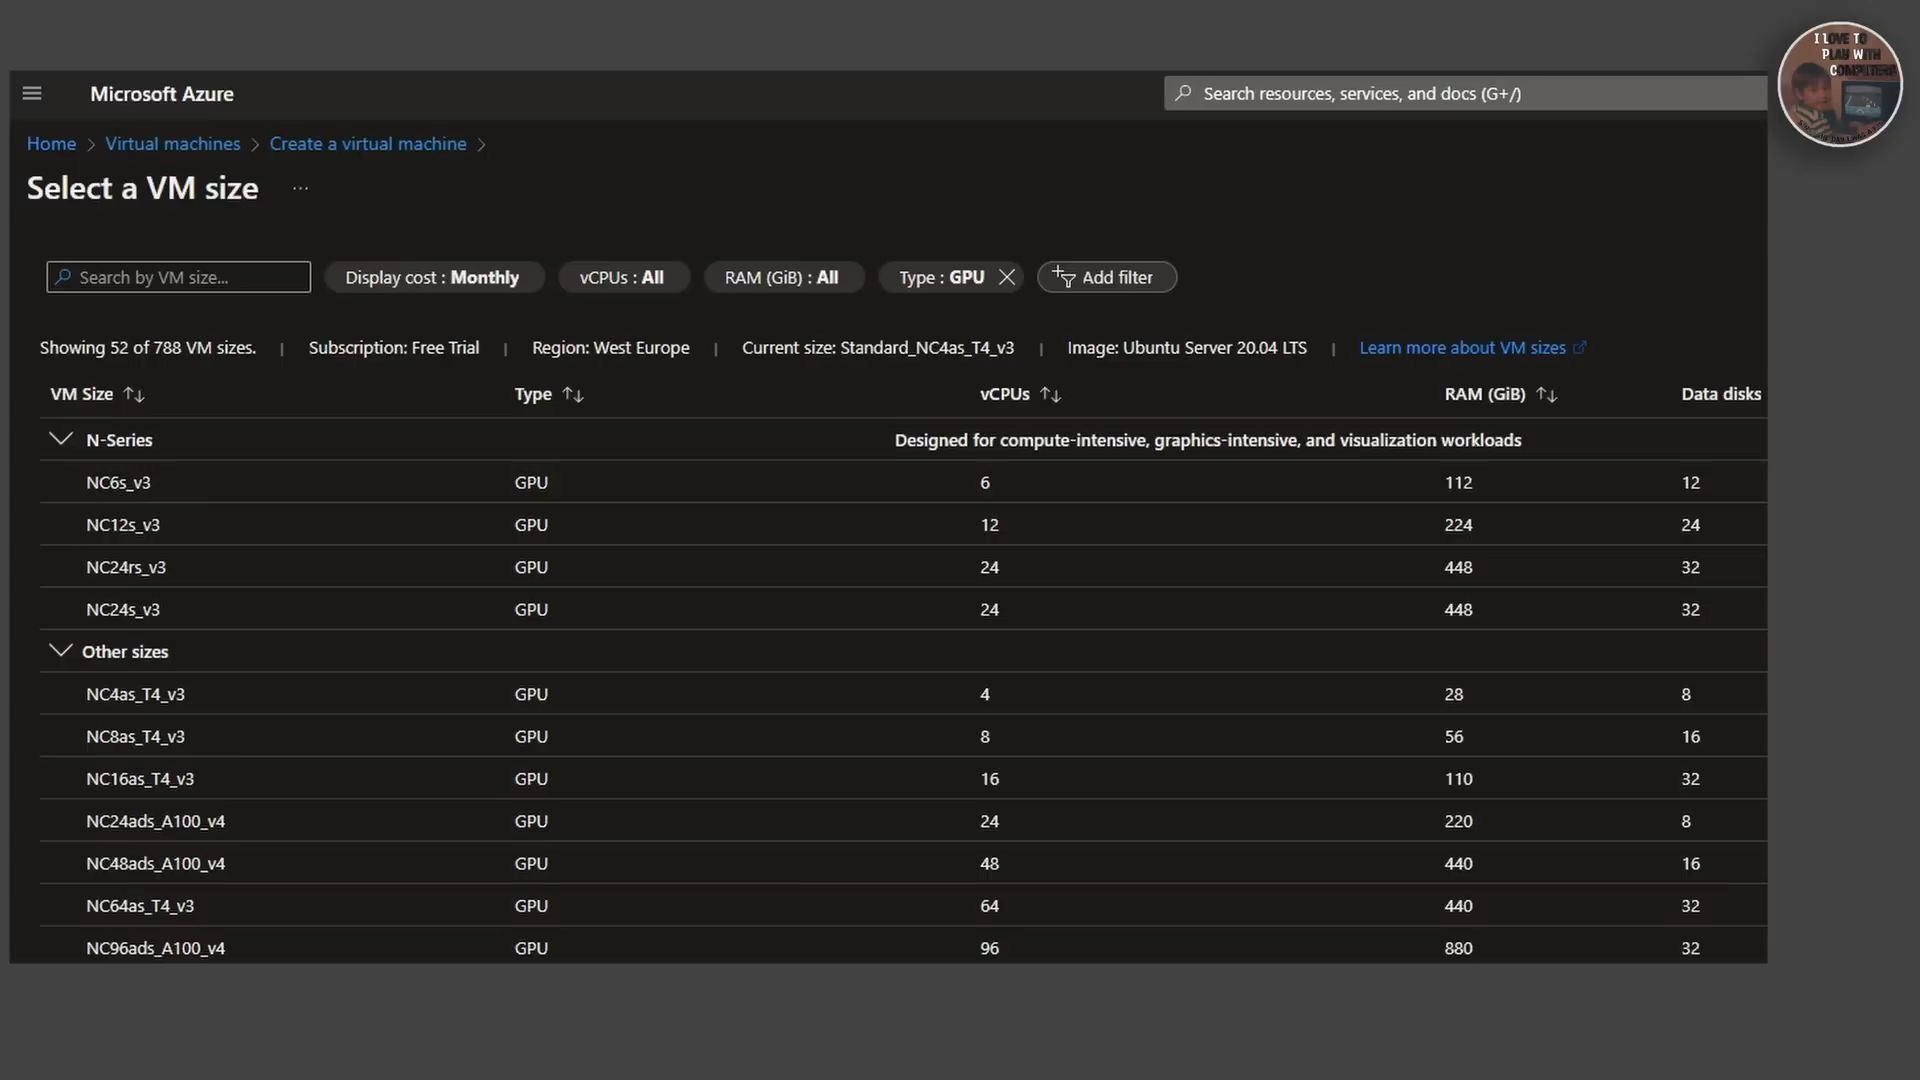 I LOVE TO
PLAY WITH
COMPUTERS
Microsoft Azure
Search resources, services, and docs (G+/)
Home > Virtual machines > Create a virtual machine >
Select a VM size ...
Search by VM size...
Display cost : Monthly
vCPUs : All
RAM (GiB) : All
Type : GPU
Add filter
Showing 52 of 788 VM sizes. | Subscription: Free Trial | Region: West Europe | Current size: Standard_NC4as_T4_v3 | Image: Ubuntu Server 20.04 LTS | Learn more about VM sizes
VM Size ↑↓ Type ↑↓ vCPUs ↑↓ RAM (GiB) ↑↓ Data disks
N-Series Designed for compute-intensive, graphics-intensive, and visualization workloads
NC6s_v3 GPU 6 112 12
NC12s_v3 GPU 12 224 24
NC24rs_v3 GPU 24 448 32
NC24s_v3 GPU 24 448 32
Other sizes
NC4as_T4_v3 GPU 4 28 8
NC8as_T4_v3 GPU 8 56 16
NC16as_T4_v3 GPU 16 110 32
NC24ads_A100_v4 GPU 24 220 8
NC48ads_A100_v4 GPU 48 440 16
NC64as_T4_v3 GPU 64 440 32
NC96ads_A100_v4 GPU 96 880 32